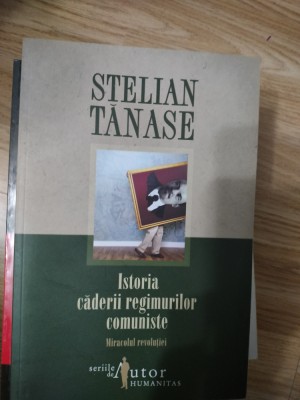 STELIAN
TĂNASE
Istoria
căderii regimurilor
comuniste
Miracolul revoluției
seriile de Autor
HUMANITAS